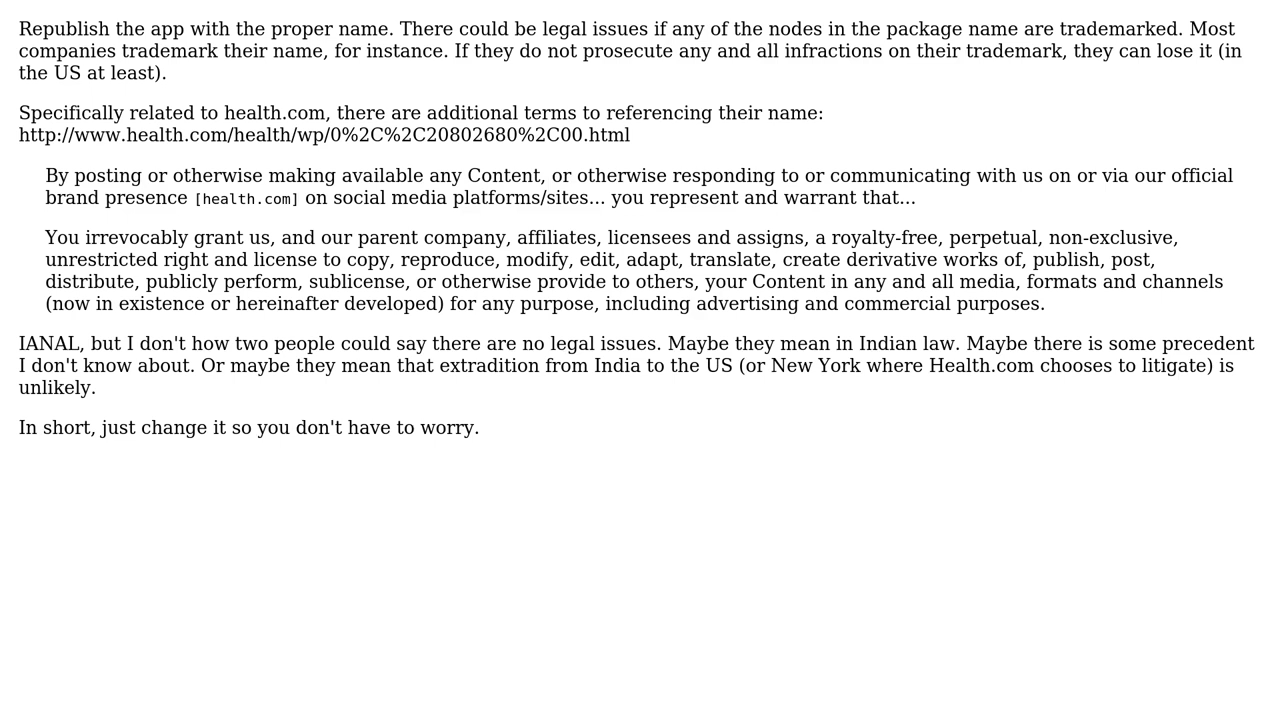 Republish the app with the proper name. There could be legal issues if any of the nodes in the package name are trademarked. Most
companies trademark their name, for instance. If they do not prosecute any and all infractions on their trademark, they can lose it (in
the US at least).
Specifically related to health.com, there are additional terms to referencing their name:
http://www.health.com/health/wp/0%2C%2C20802680%2C00.html
By posting or otherwise making available any Content, or otherwise responding to or communicating with us on or via our official
brand presence [health.com] on social media platforms/sites... you represent and warrant that...
You irrevocably grant us, and our parent company, affiliates, licensees and assigns, a royalty-free, perpetual, non-exclusive,
unrestricted right and license to copy, reproduce, modify, edit, adapt, translate, create derivative works of, publish, post,
distribute, publicly perform, sublicense, or otherwise provide to others, your Content in any and all media, formats and channels
(now in existence or hereinafter developed) for any purpose, including advertising and commercial purposes.
IANAL, but I don't how two people could say there are no legal issues. Maybe they mean in Indian law. Maybe there is some precedent
I don't know about. Or maybe they mean that extradition from India to the US (or New York where Health.com chooses to litigate) is
unlikely.
In short, just change it so you don't have to worry.